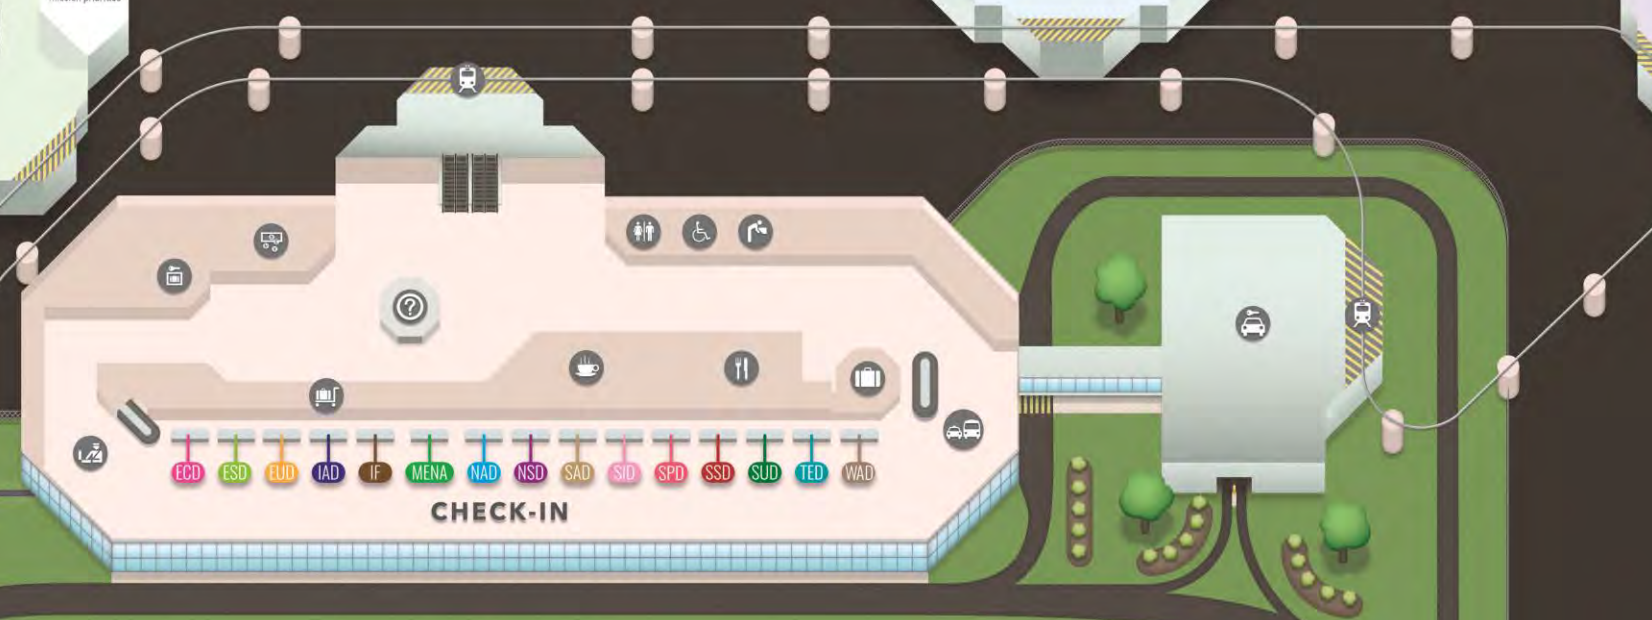 ?
ECD ESD EUD IAD IF MENA NAD NSD SAD SID SPD SSD SUD TED WAD
CHECK-IN